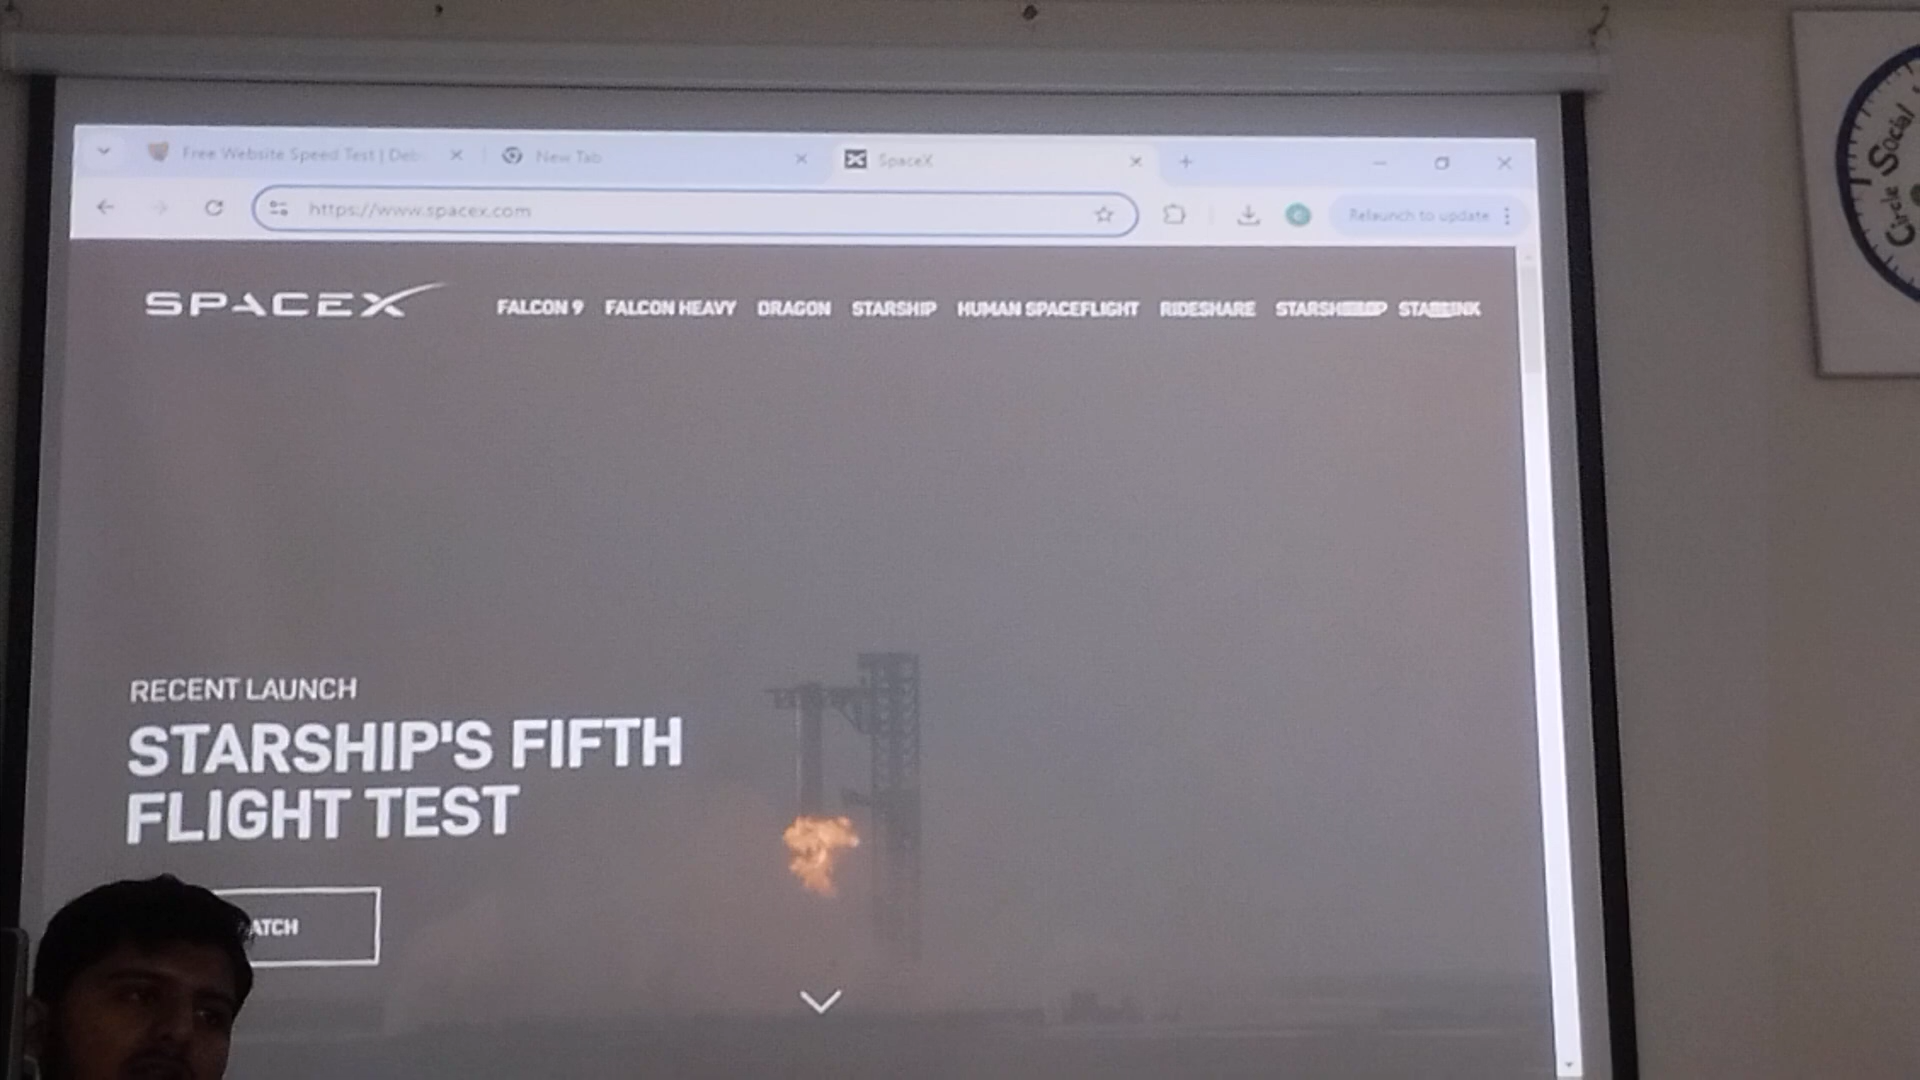 Free Website Speed Test | Deb
New Tab
SpaceX
https://www.spacex.com
Relaunch to update
SPACEX
FALCON 9
FALCON HEAVY
DRAGON
STARSHIP
HUMAN SPACEFLIGHT
RIDESHARE
RECENT LAUNCH
STARSHIP'S FIFTH
FLIGHT TEST
ATCH
Circle Social